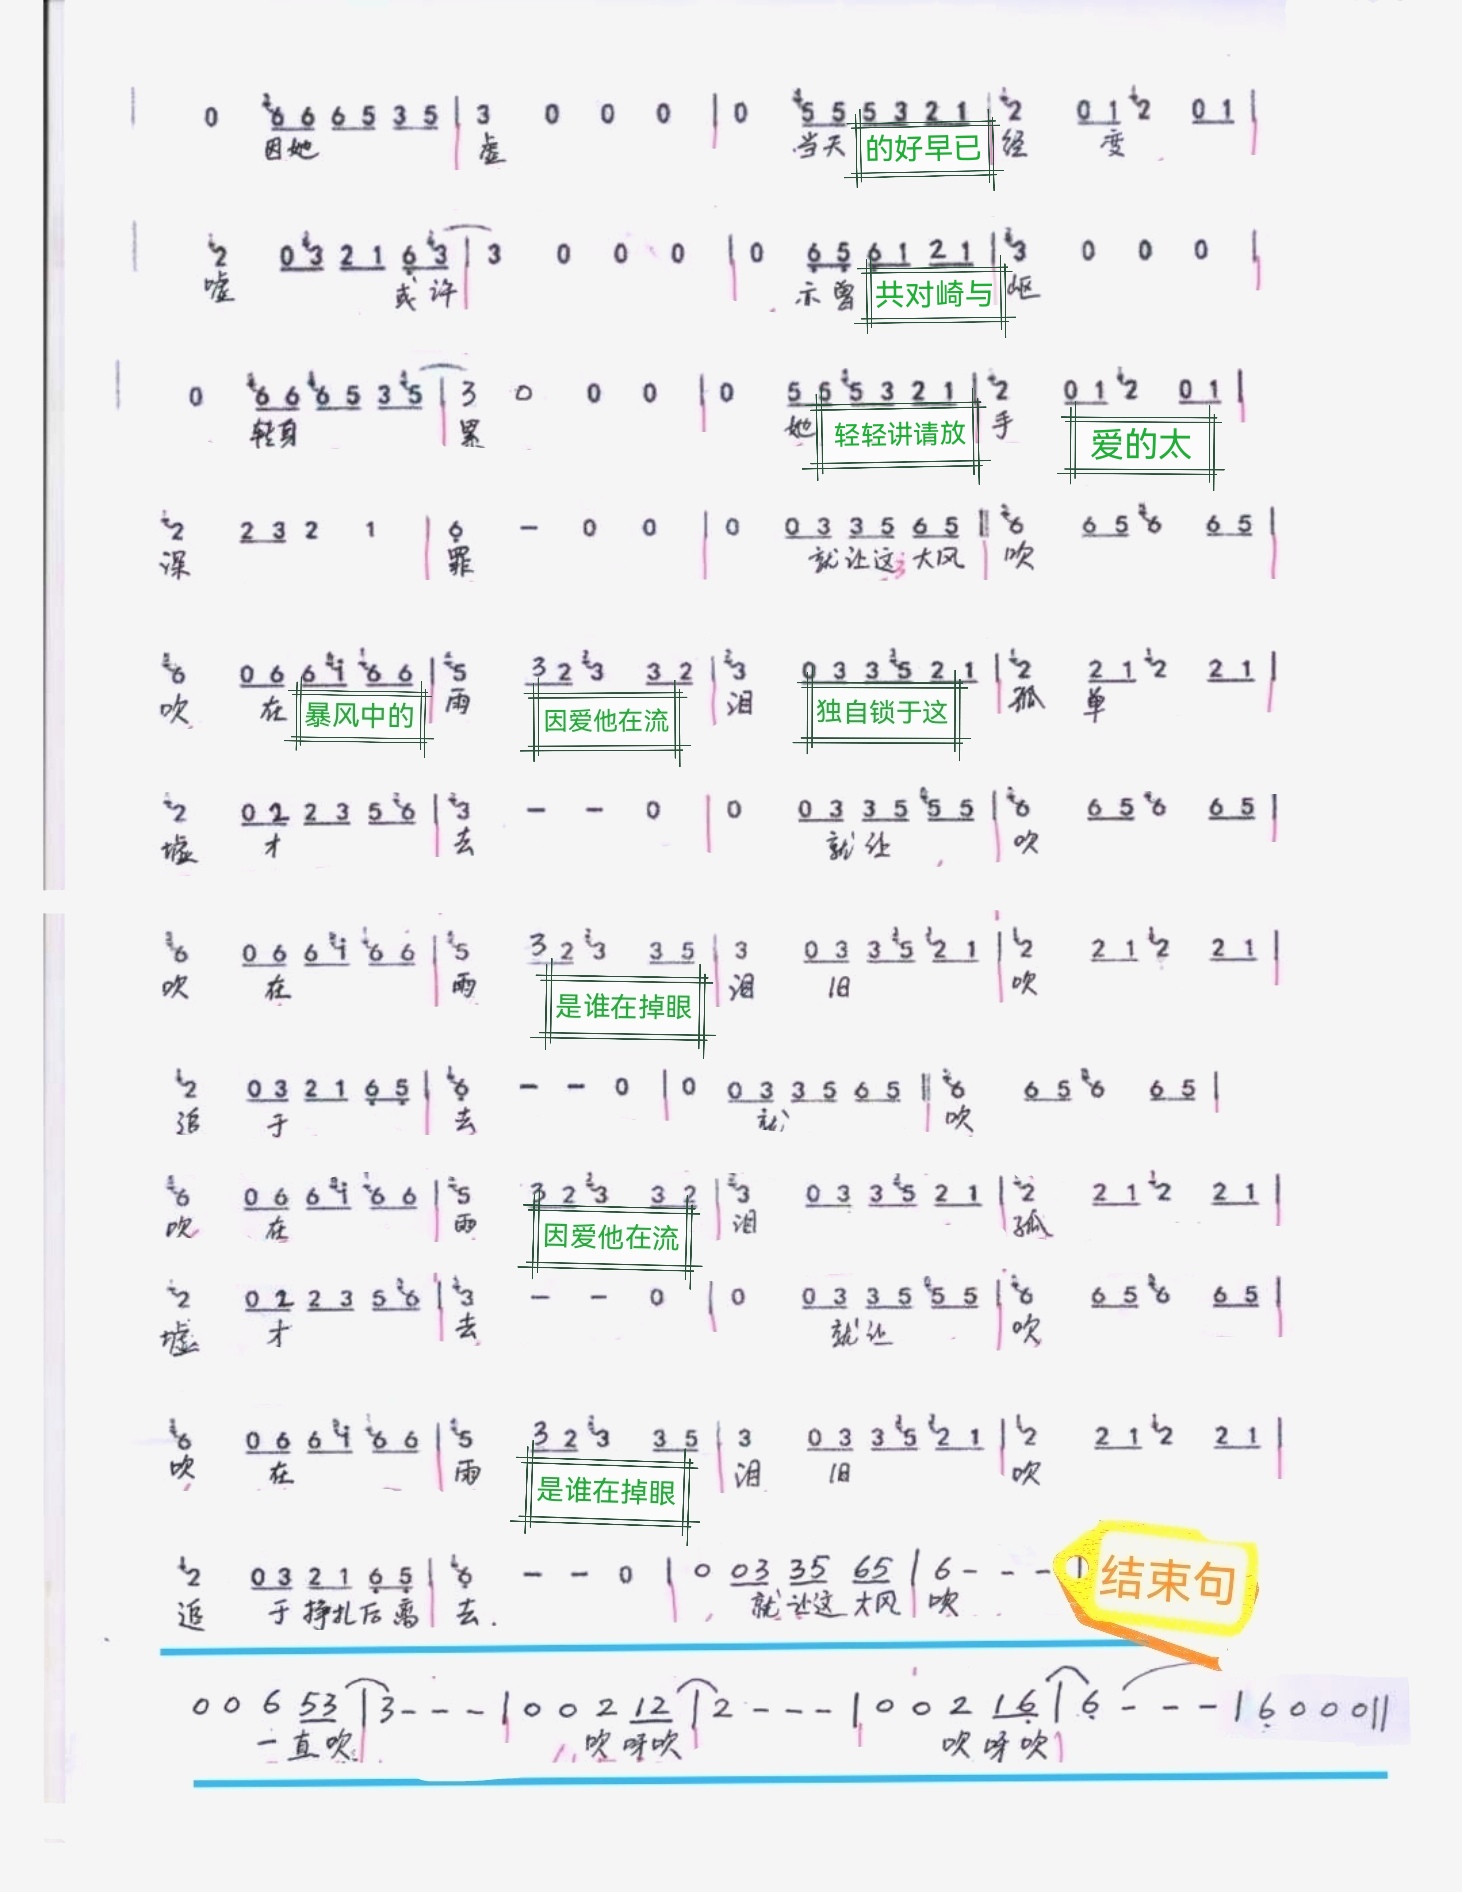 0 6 6 6 5 3 5 | 3 0 0 0 | 0 5 5 5 3 2 1 | 2 0 1 2 0 1 |
因她 虚 当天 的好早已 经 变
2 0 3 2 1 6 3 | 3 0 0 0 | 0 6 5 6 1 2 1 | 3 0 0 0 |
嘘 或许 亦曾 共对崎与 岖
0 6 6 6 5 3 5 | 3 0 0 0 | 0 5 5 5 3 2 1 | 2 0 1 2 0 1 |
轻身 累 她 轻轻讲请放 手 爱的太
2 2 3 2 1 | 6 - 0 0 | 0 0 3 3 5 6 5 || 6 6 5 6 6 5 |
深 罪 就让这大风 吹
6 0 6 6 1 6 6 | 5 3 2 3 3 2 | 3 0 3 3 5 2 1 | 2 2 1 2 2 1 |
吹 在 暴风中的 雨 因爱他在流 泪 独自锁于这 孤 单
2 0 2 2 3 5 6 | 3 - - 0 | 0 0 3 3 5 5 5 | 6 6 5 6 6 5 |
墟 才 去 就让 吹
6 0 6 6 1 6 6 | 5 3 2 3 3 5 | 3 0 3 3 5 2 1 | 2 2 1 2 2 1 |
吹 在 雨 是谁在掉眼 泪 旧 吹
2 0 3 2 1 6 5 | 6 - - 0 | 0 0 3 3 5 6 5 || 6 6 5 6 6 5 |
追 于 去 就 吹
6 0 6 6 1 6 6 | 5 3 2 3 3 2 | 3 0 3 3 5 2 1 | 2 2 1 2 2 1 |
吹 在 雨 因爱他在流 泪 孤
2 0 2 2 3 5 6 | 3 - - 0 | 0 0 3 3 5 5 5 | 6 6 5 6 6 5 |
墟 才 去 就让 吹
6 0 6 6 1 6 6 | 5 3 2 3 3 5 | 3 0 3 3 5 2 1 | 2 2 1 2 2 1 |
吹 在 雨 是谁在掉眼 泪 旧 吹
2 0 3 2 1 6 5 | 6 - - 0 | 0 03 35 65 | 6 - - - | 结束句
追 于挣扎后离 去. 就让这大风 吹
0 0 6 53 | 3 - - - | 0 0 2 12 | 2 - - - | 0 0 2 16 | 6 - - - | 6 0 0 0 ||
一直吹 吹呀吹 吹呀吹